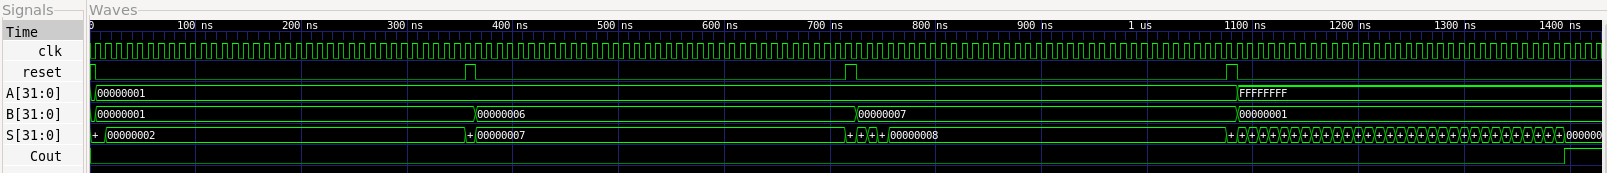 Signals Waves
Time 0 100 ns 200 ns 300 ns 400 ns 500 ns 600 ns 700 ns 800 ns 900 ns 1 us 1100 ns 1200 ns 1300 ns 1400 ns
clk
reset
A[31:0] 00000001 FFFFFFFF
B[31:0] 00000001 00000006 00000007 00000001
S[31:0] + 00000002 + 00000007 + + + + 00000008 + + + + + + + + + + + + + + + + + + + + + + + + + + + + + + + + 000000
Cout